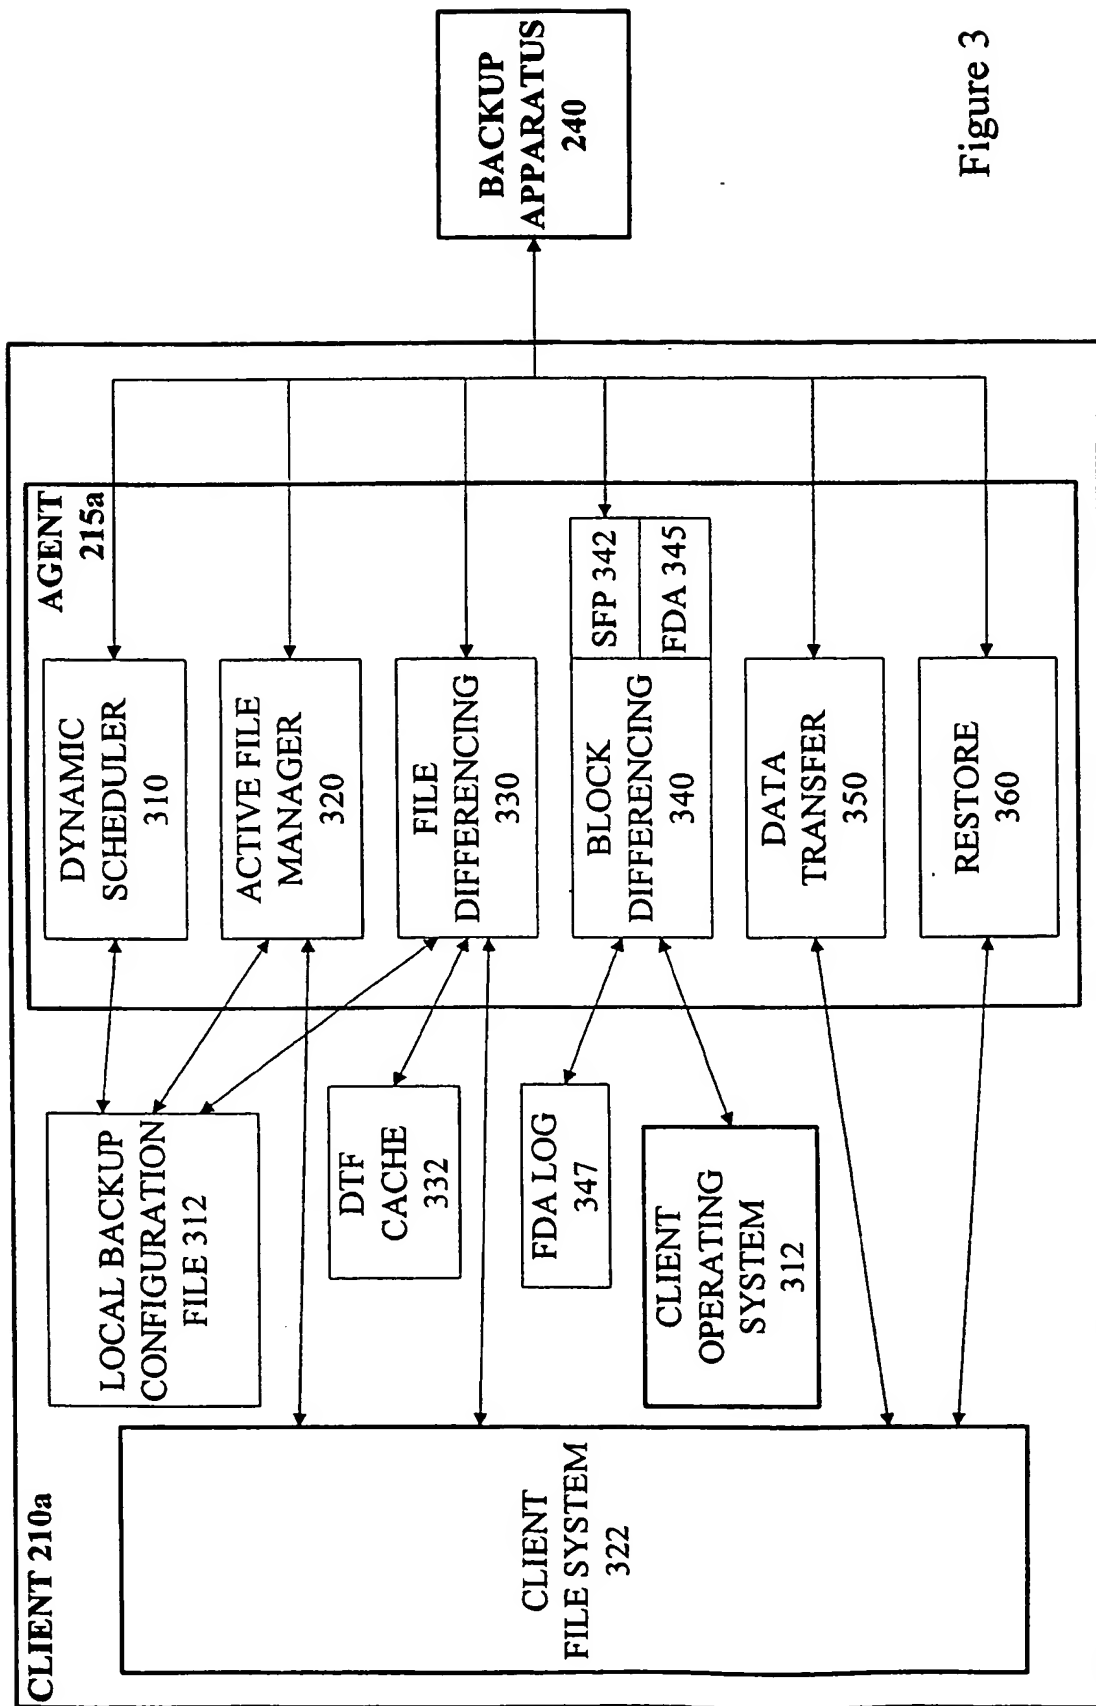 CLIENT 210a
CLIENT
FILE SYSTEM
322
LOCAL BACKUP
CONFIGURATION
FILE 312
DTF
CACHE
332
FDA LOG
347
CLIENT
OPERATING
SYSTEM
312
AGENT
215a
DYNAMIC
SCHEDULER
310
ACTIVE FILE
MANAGER
320
FILE
DIFFERENCING
330
BLOCK
DIFFERENCING
340
SFP 342
FDA 345
DATA
TRANSFER
350
RESTORE
360
BACKUP
APPARATUS
240
Figure 3